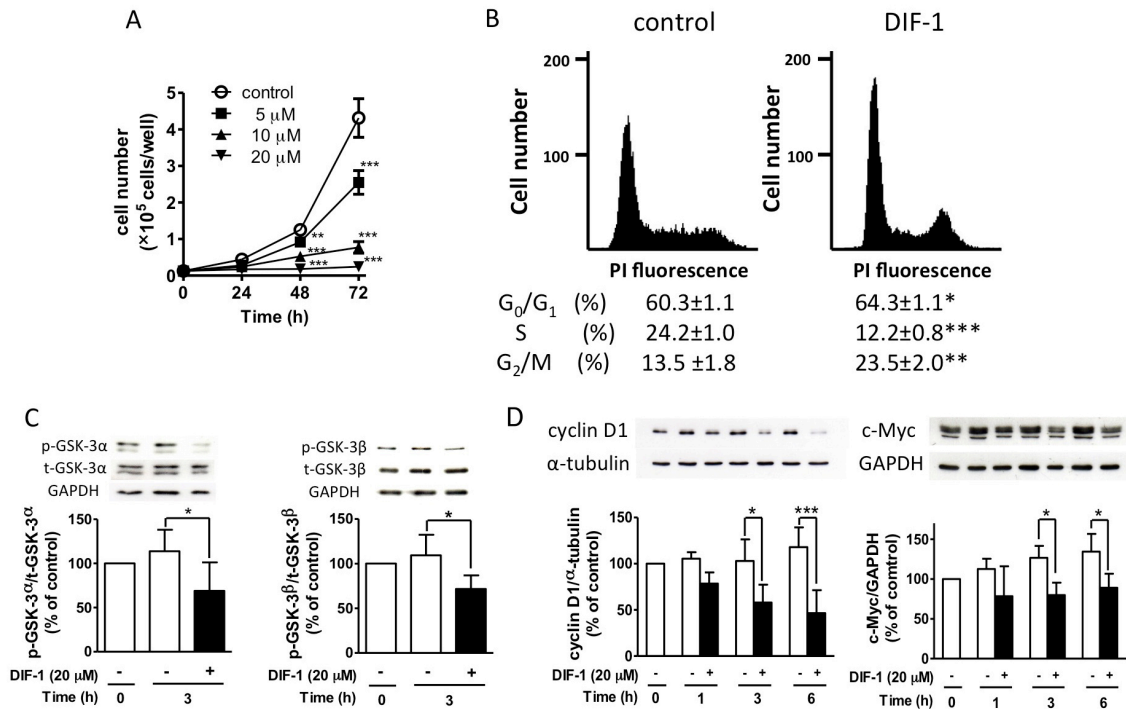 A
control
5 μM
10 μM
20 μM
cell number
(×10⁵ cells/well)
5
4
3
2
1
0
** *** *** *** *** ***
0 24 48 72
Time (h)
B
control DIF-1
200 200
100 100
Cell number Cell number
PI fluorescence PI fluorescence
G₀/G₁ (%) 60.3±1.1 64.3±1.1*
S (%) 24.2±1.0 12.2±0.8***
G₂/M (%) 13.5 ±1.8 23.5±2.0**
C
p-GSK-3α
t-GSK-3α
GAPDH
p-GSK-3α/t-GSK-3α
(% of control)
150
100
50
0
*
- - +
DIF-1 (20 μM)
Time (h) 0 3
p-GSK-3β
t-GSK-3β
GAPDH
p-GSK-3β/t-GSK-3β
(% of control)
150
100
50
0
*
- - +
DIF-1 (20 μM)
Time (h) 0 3
D
cyclin D1
α-tubulin
cyclin D1/α-tubulin
(% of control)
150
100
50
0
* ***
DIF-1 (20 μM) - - + - + - +
Time (h) 0 1 3 6
c-Myc
GAPDH
c-Myc/GAPDH
(% of comtrol)
150
100
50
0
* *
DIF-1 (20 μM) - - + - + - +
Time (h) 0 1 3 6